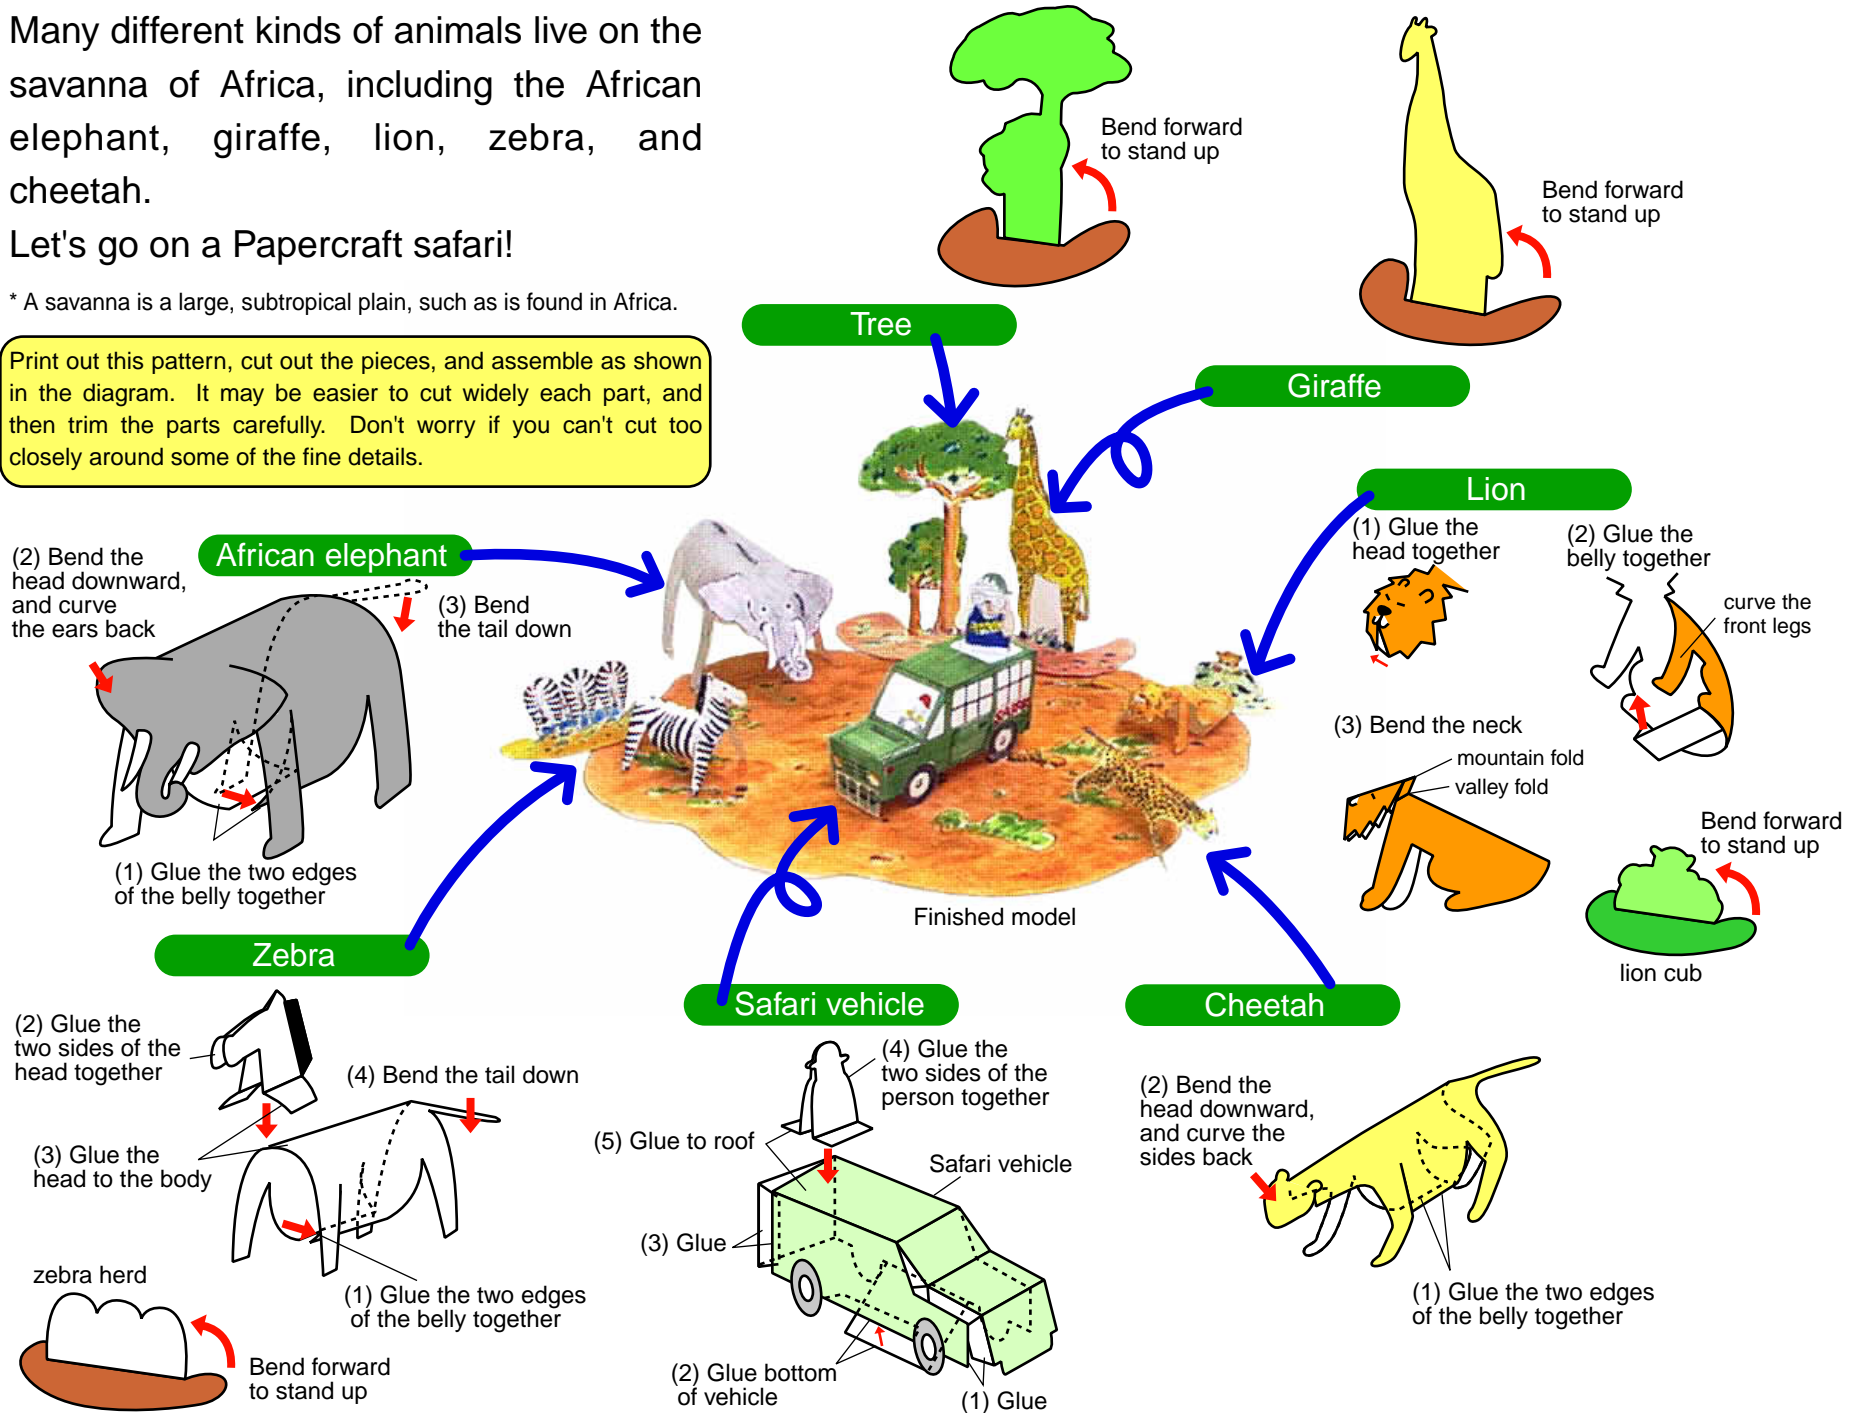 Many different kinds of animals live on the
savanna of Africa, including the African
elephant, giraffe, lion, zebra, and
cheetah.
Let's go on a Papercraft safari!
* A savanna is a large, subtropical plain, such as is found in Africa.
Print out this pattern, cut out the pieces, and assemble as shown
in the diagram. It may be easier to cut widely each part, and
then trim the parts carefully. Don't worry if you can't cut too
closely around some of the fine details.
Tree
Bend forward
to stand up
Giraffe
Bend forward
to stand up
Lion
(1) Glue the
head together
(2) Glue the
belly together
curve the
front legs
(3) Bend the neck
mountain fold
valley fold
Bend forward
to stand up
lion cub
African elephant
(2) Bend the
head downward,
and curve
the ears back
(3) Bend
the tail down
(1) Glue the two edges
of the belly together
Finished model
Zebra
(2) Glue the
two sides of the
head together
(4) Bend the tail down
(3) Glue the
head to the body
(1) Glue the two edges
of the belly together
zebra herd
Bend forward
to stand up
Safari vehicle
(4) Glue the
two sides of the
person together
(5) Glue to roof
Safari vehicle
(3) Glue
(2) Glue bottom
of vehicle
(1) Glue
Cheetah
(2) Bend the
head downward,
and curve the
sides back
(1) Glue the two edges
of the belly together